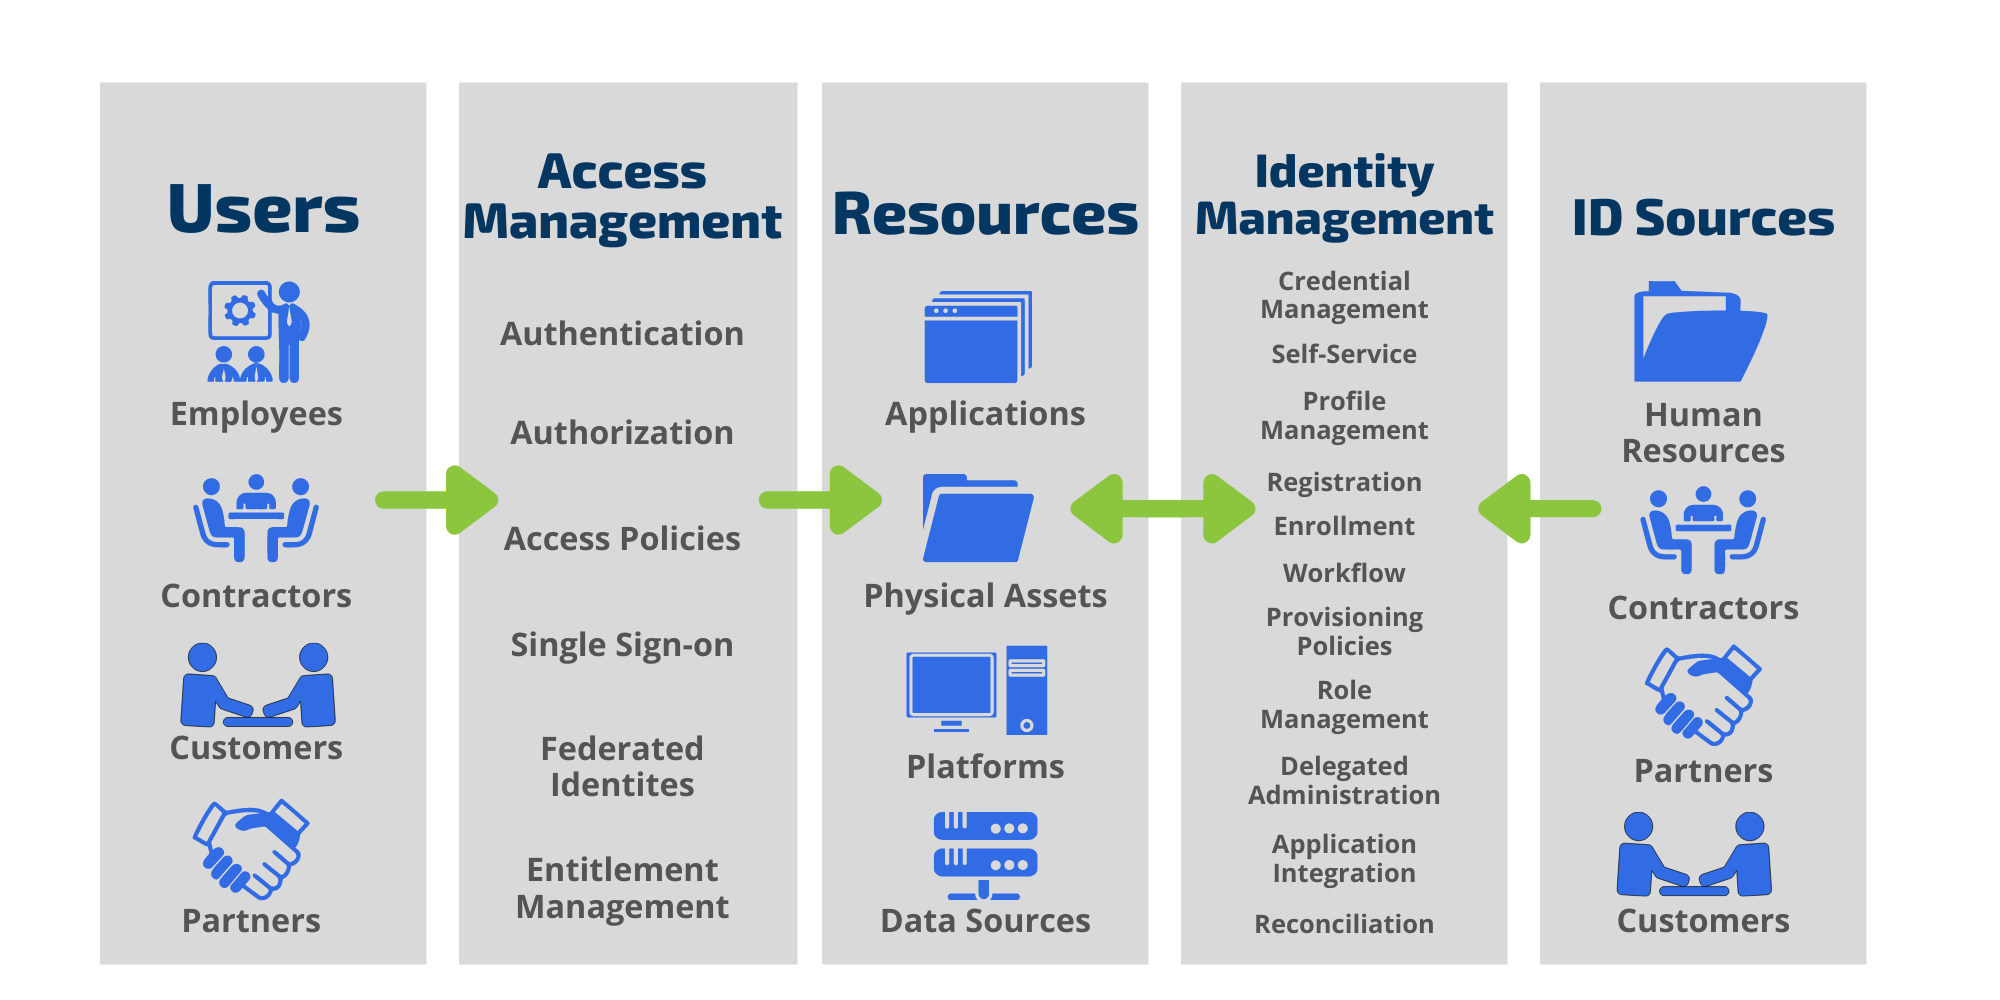 Users
Employees
Contractors
Customers
Partners
Access
Management
Authentication
Authorization
Access Policies
Single Sign-on
Federated
Identites
Entitlement
Management
Resources
Applications
Physical Assets
Platforms
Data Sources
Identity
Management
Credential
Management
Self-Service
Profile
Management
Registration
Enrollment
Workflow
Provisioning
Policies
Role
Management
Delegated
Administration
Application
Integration
Reconciliation
ID Sources
Human
Resources
Contractors
Partners
Customers